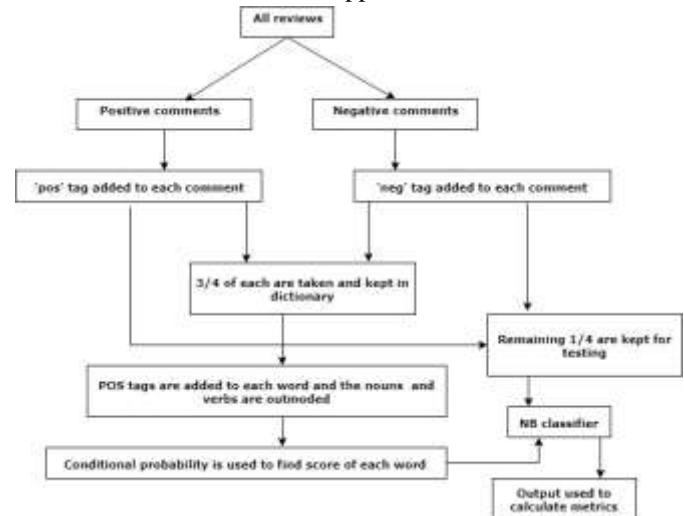 All reviews
Positive comments
Negative comments
'pos' tag added to each comment
'neg' tag added to each comment
3/4 of each are taken and kept in
dictionary
Remaining 1/4 are kept for
testing
POS tags are added to each word and the nouns and
verbs are outmoded
NB classifier
Conditional probability is used to find score of each word
Output used to
calculate metrics